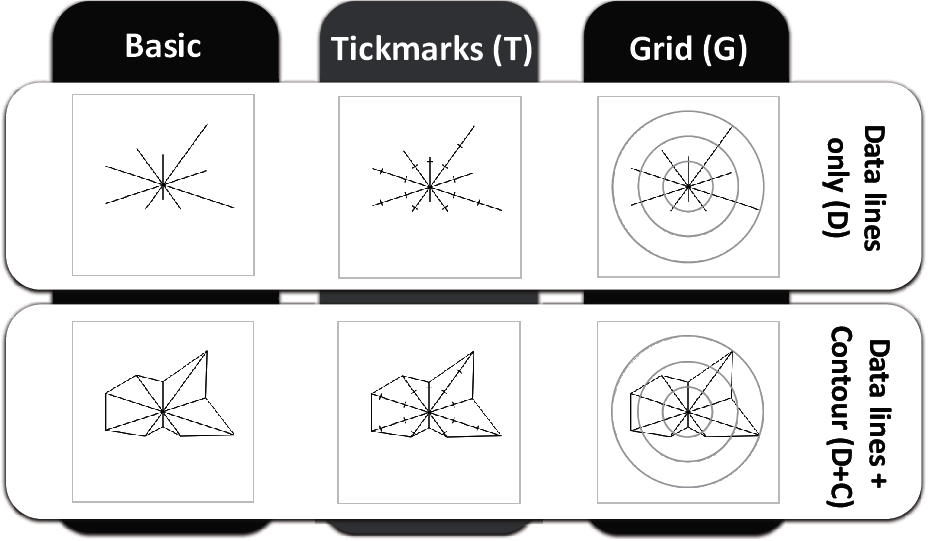 Basic
Tickmarks (T)
Grid (G)
Data lines
only (D)
Data lines +
Contour (D+C)